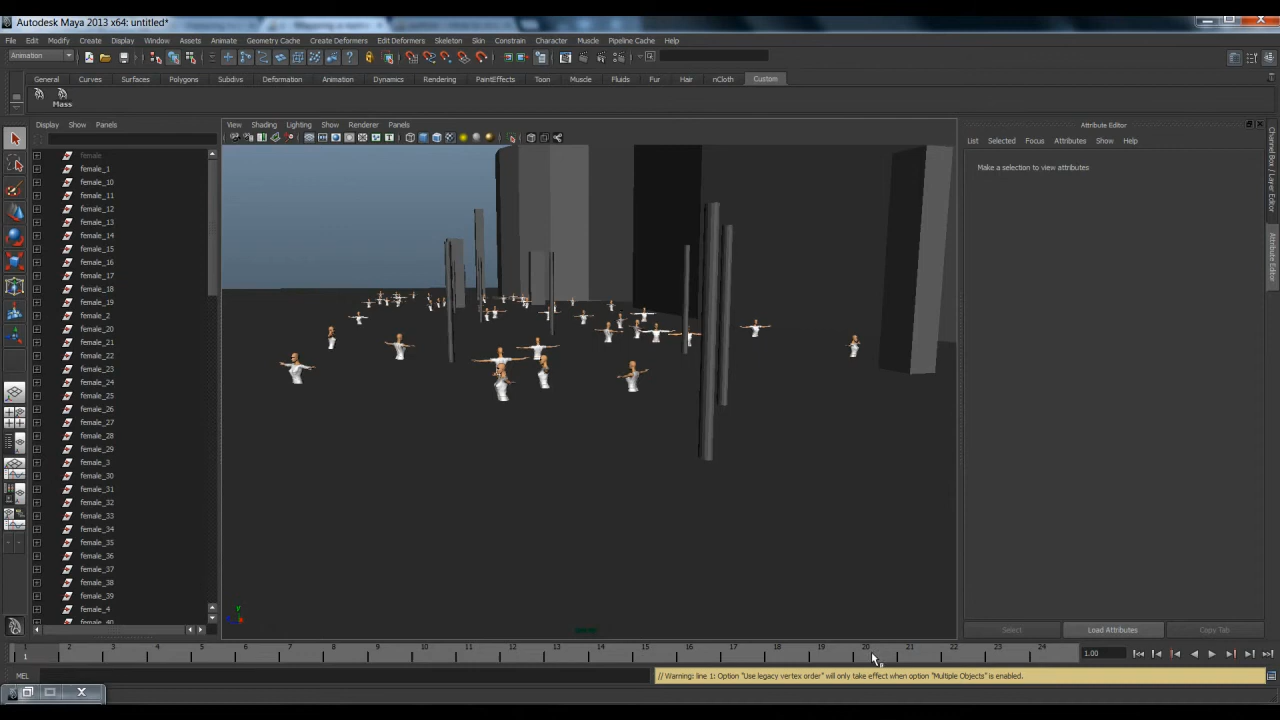 Autodesk Maya 2013 x64: untitled*
File Edit Modify Create Display Window Assets Animate Geometry Cache Create Deformers Edit Deformers Skeleton Skin Constrain Character Muscle Pipeline Cache Help
Animation
General Curves Surfaces Polygons Subdivs Deformation Animation Dynamics Rendering PaintEffects Toon Muscle Fluids Fur Hair nCloth Custom
Mass
Display Show Panels
View Shading Lighting Show Renderer Panels
Attribute Editor
List Selected Focus Attributes Show Help
Make a selection to view attributes
Channel Box / Layer Editor
Attribute Editor
female
female_1
female_10
female_11
female_12
female_13
female_14
female_15
female_16
female_17
female_18
female_19
female_2
female_20
female_21
female_22
female_23
female_24
female_25
female_26
female_27
female_28
female_29
female_3
female_30
female_31
female_32
female_33
female_34
female_35
female_36
female_37
female_38
female_39
female_4
female_40
y
Select Load Attributes Copy Tab
1 2 3 4 5 6 7 8 9 10 11 12 13 14 15 16 17 18 19 20 21 22 23 24
1
1.00
MEL
// Warning: line 1: Option "Use legacy vertex order" will only take effect when option "Multiple Objects" is enabled.